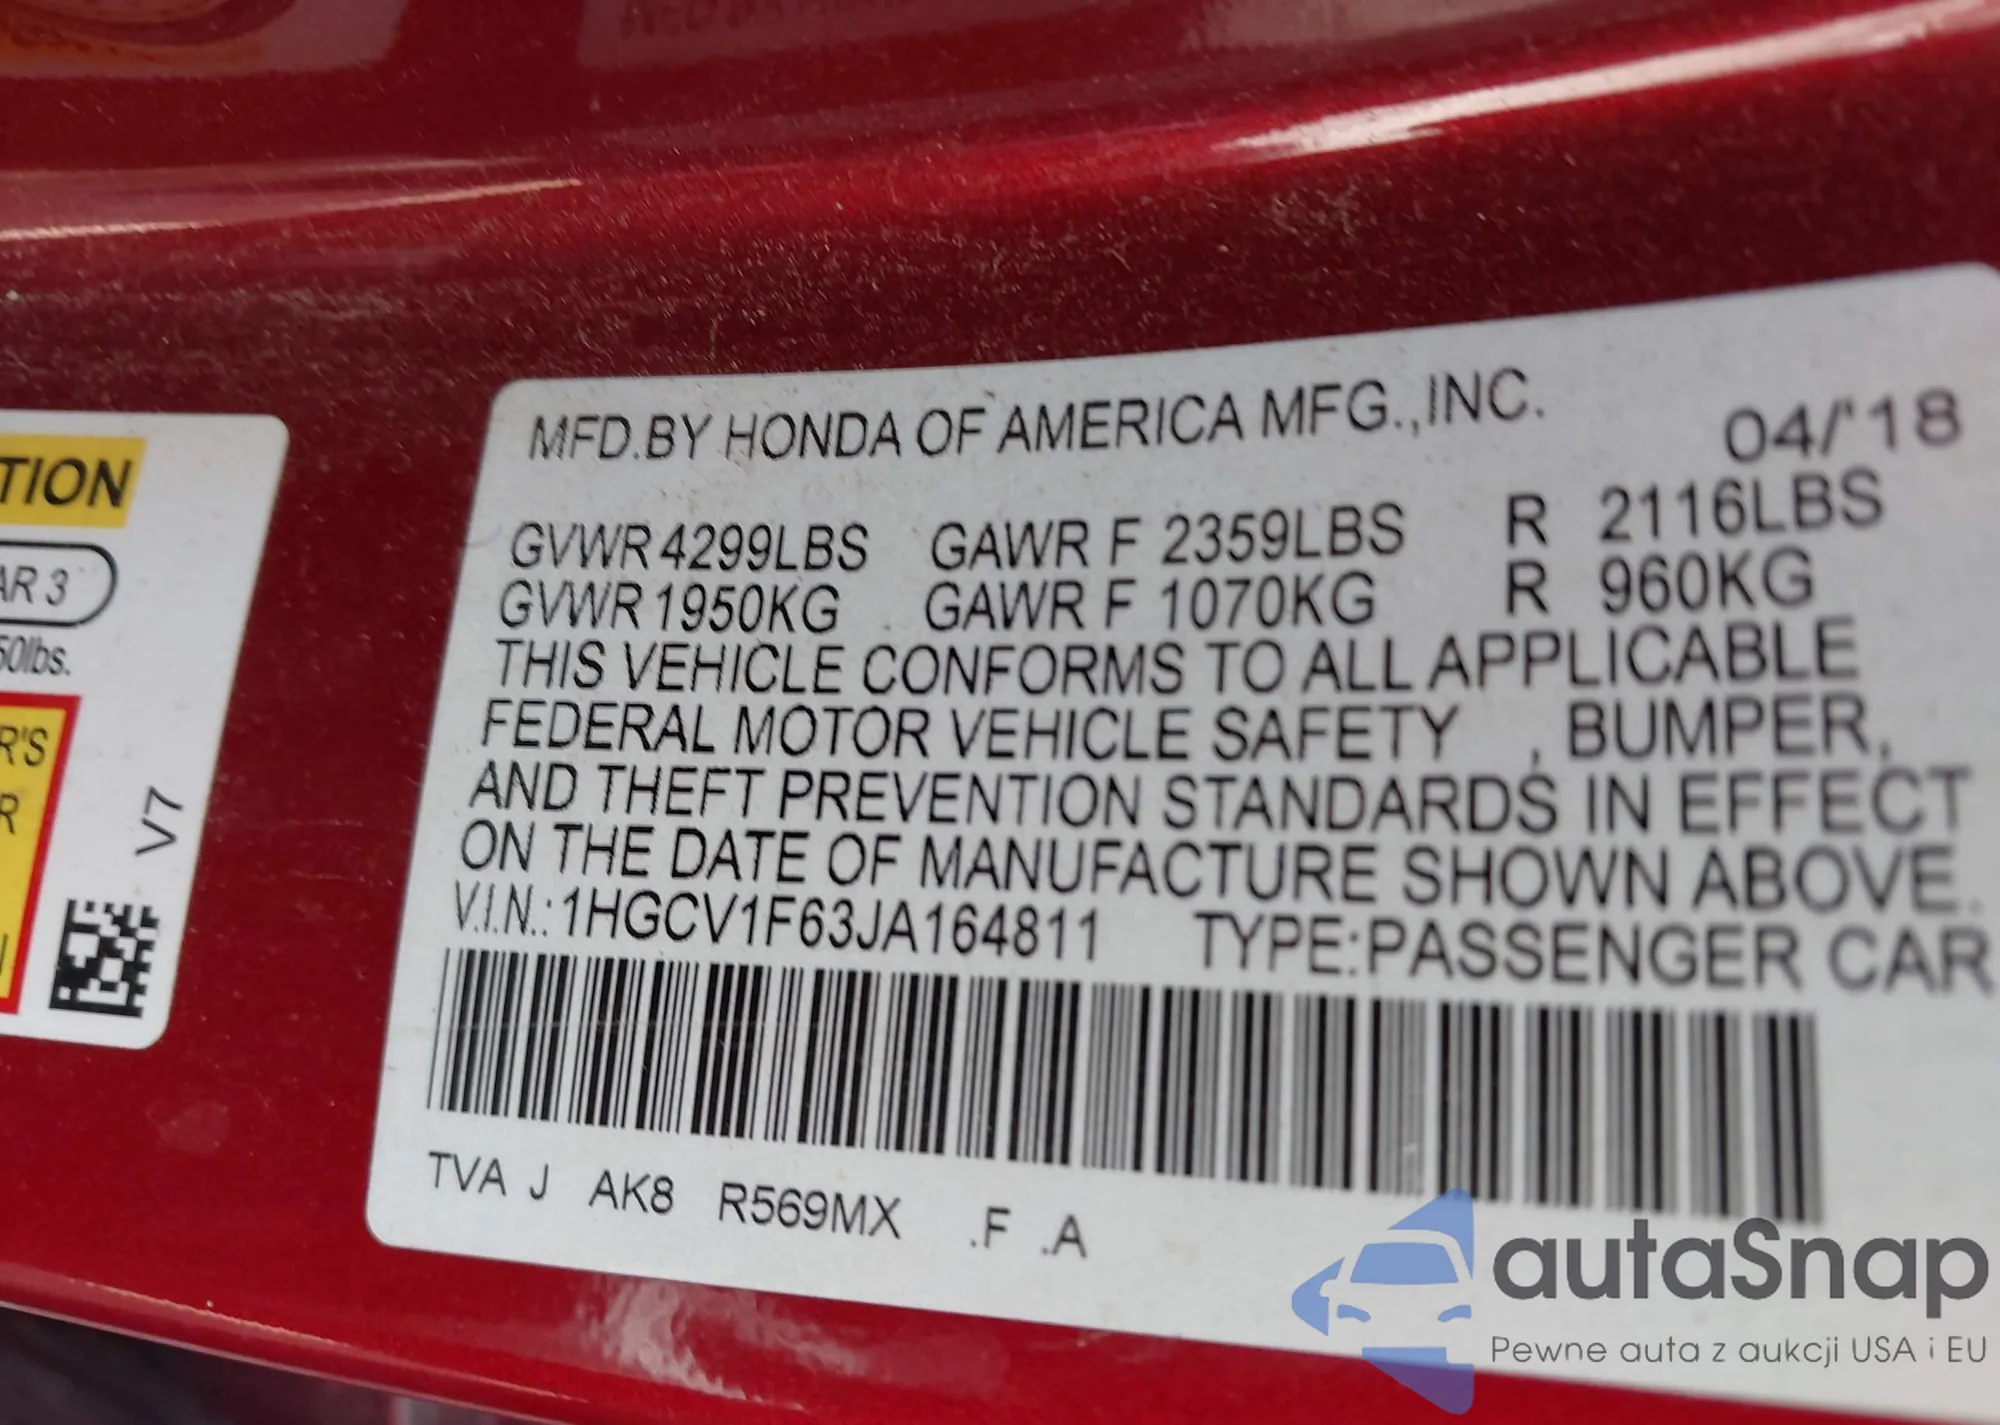 TION
AR 3
50lbs.
R'S
R
V7
MFD.BY HONDA OF AMERICA MFG.,INC. 04/'18
GVWR 4299LBS GAWR F 2359LBS R 2116LBS
GVWR 1950KG GAWR F 1070KG R 960KG
THIS VEHICLE CONFORMS TO ALL APPLICABLE
FEDERAL MOTOR VEHICLE SAFETY , BUMPER,
AND THEFT PREVENTION STANDARDS IN EFFECT
ON THE DATE OF MANUFACTURE SHOWN ABOVE.
V.I.N.: 1HGCV1F63JA164811 TYPE:PASSENGER CAR
TVA J AK8 R569MX .F .A
autaSnap
Pewne auta z aukcji USA i EU